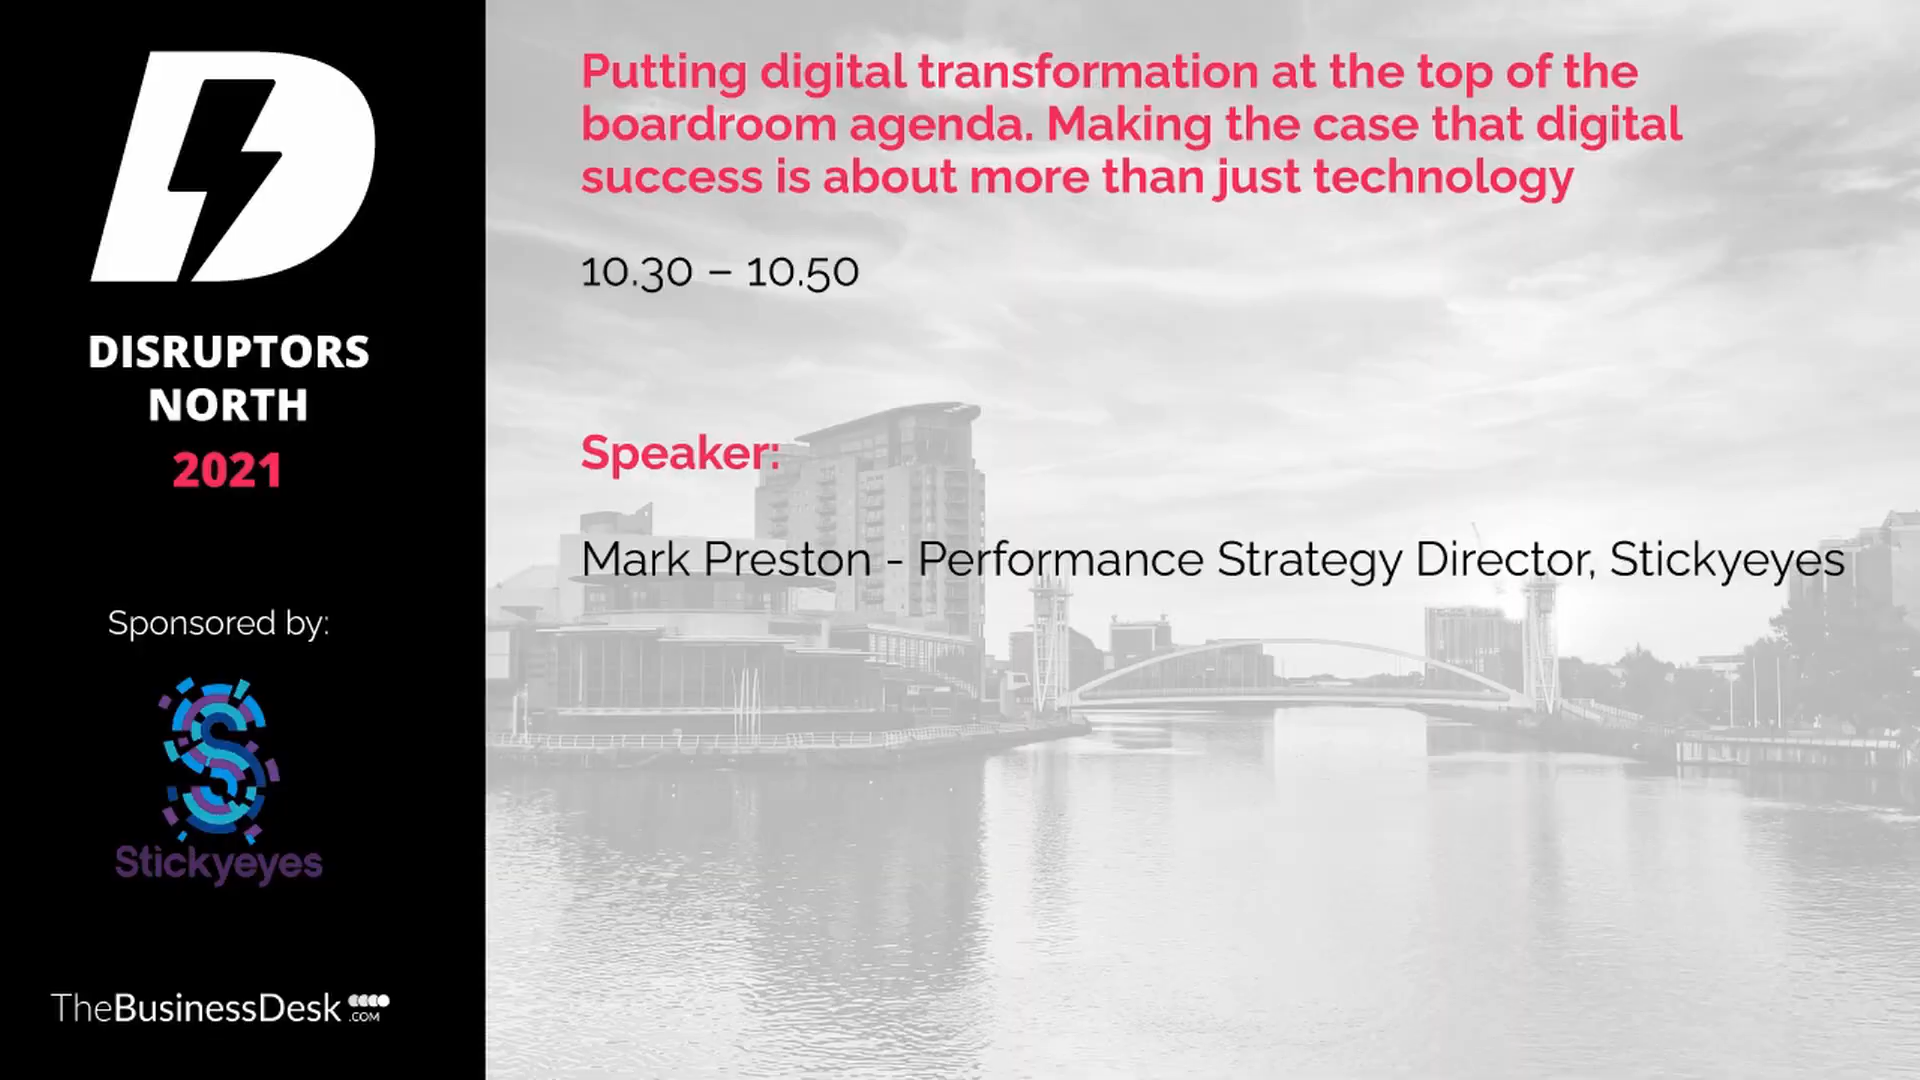 DISRUPTORS
NORTH
2021
Sponsored by:
Stickyeyes
TheBusinessDesk
.COM
Putting digital transformation at the top of the
boardroom agenda. Making the case that digital
success is about more than just technology
10.30 – 10.50
Speaker:
Mark Preston - Performance Strategy Director, Stickyeyes